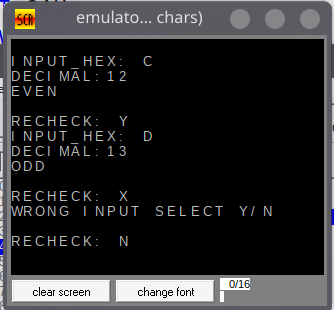 SCR emulato... chars)
INPUT_HEX: C
DECIMAL:12
EVEN
RECHECK: Y
INPUT_HEX: D
DECIMAL:13
ODD
RECHECK: X
WRONG INPUT SELECT Y/N
RECHECK: N
clear screen change font 0/16